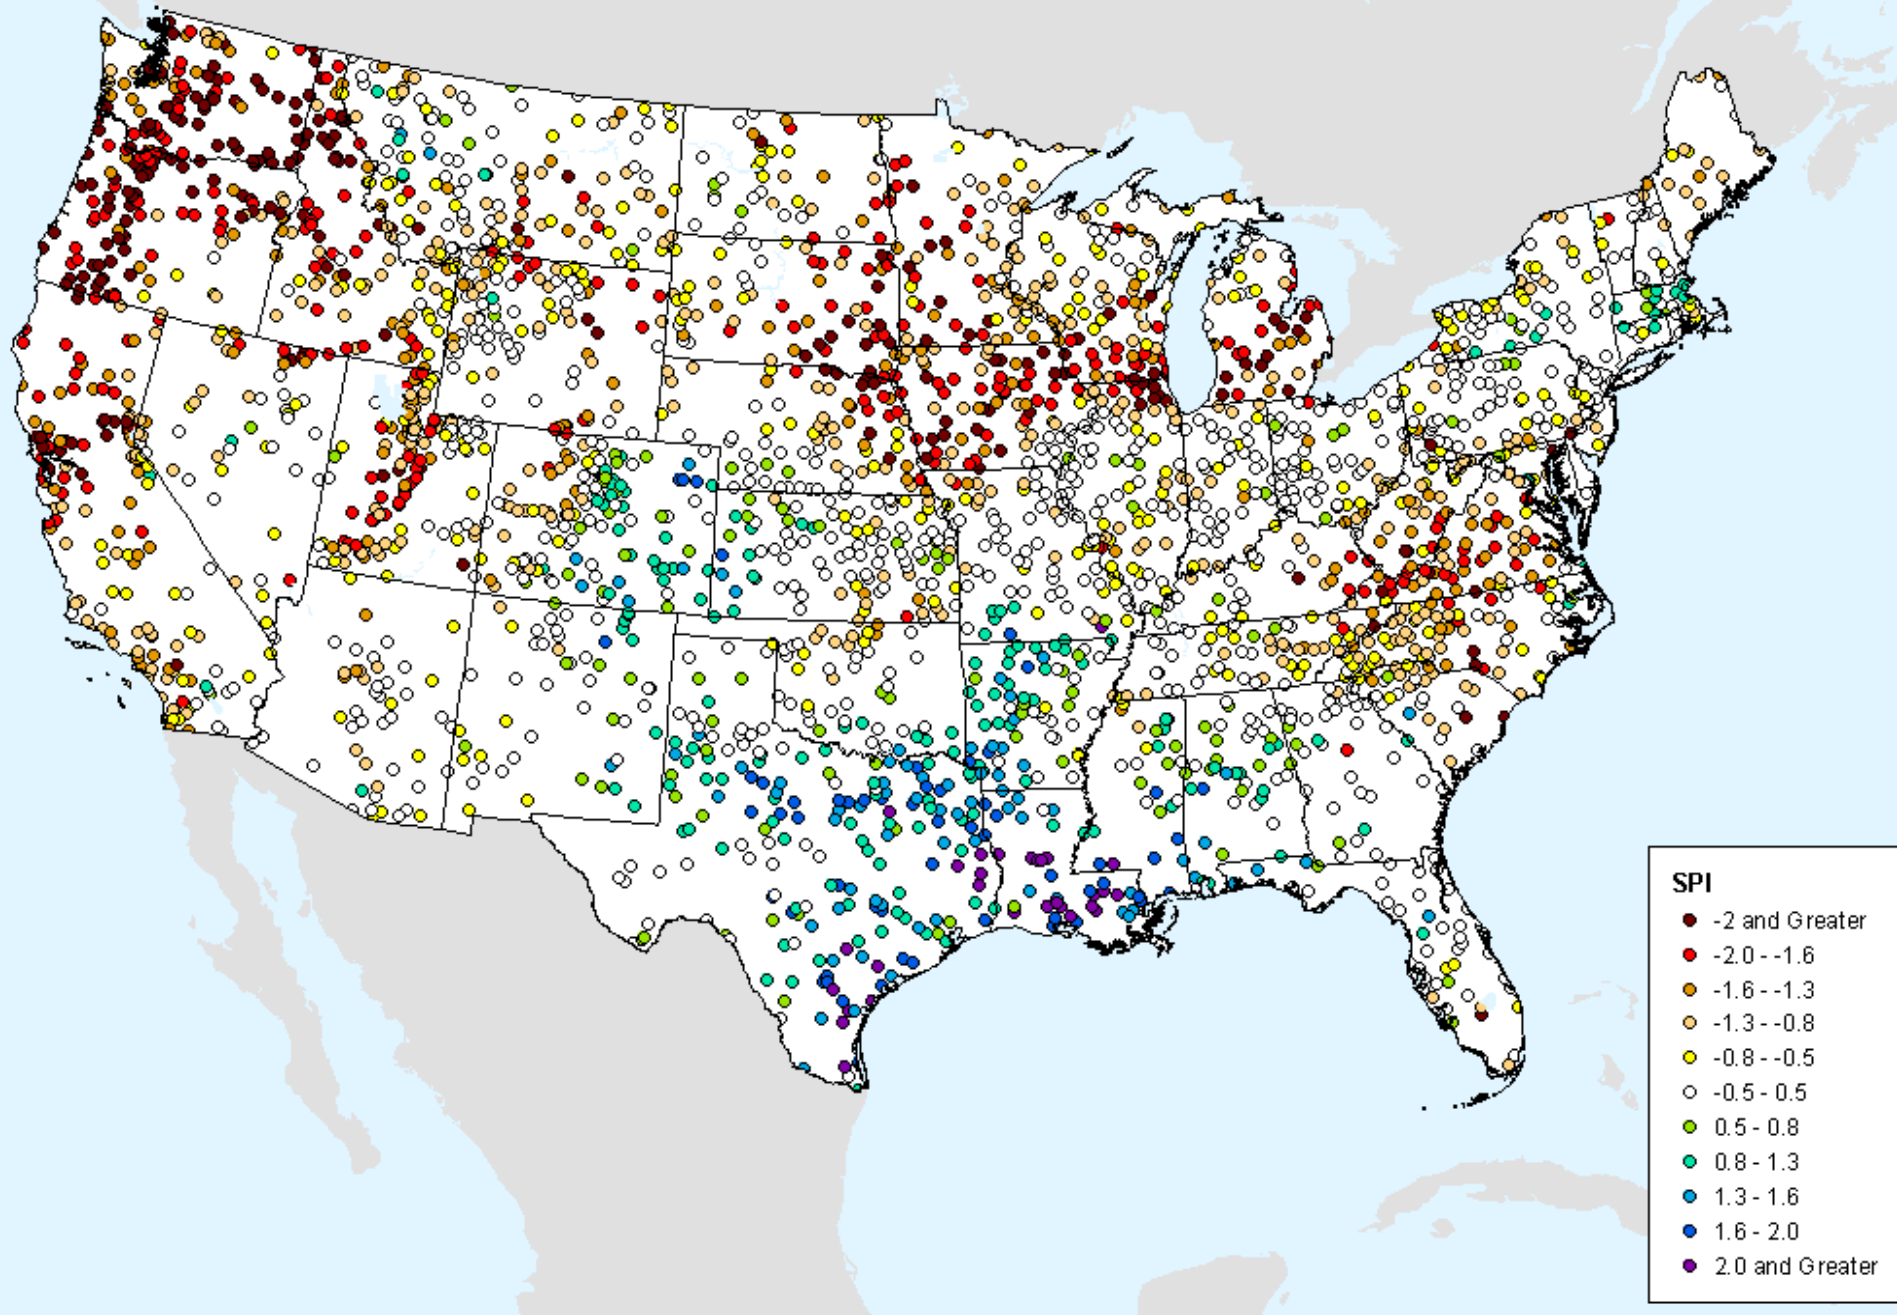 SPI
-2 and Greater
-2.0 - -1.6
-1.6 - -1.3
-1.3 - -0.8
-0.8 - -0.5
-0.5 - 0.5
0.5 - 0.8
0.8 - 1.3
1.3 - 1.6
1.6 - 2.0
2.0 and Greater